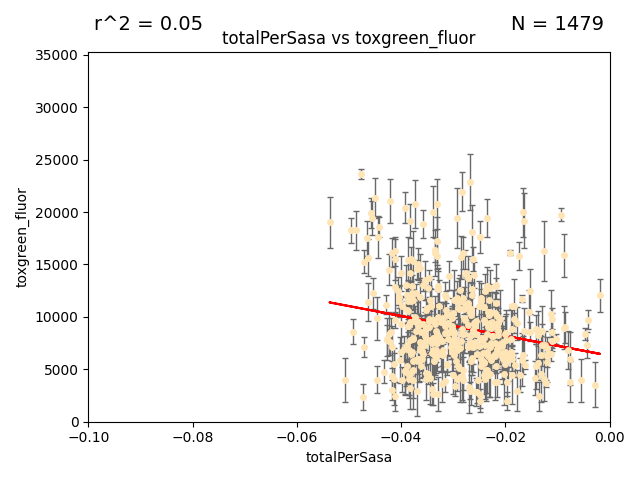 r^2 = 0.05
N = 1479
totalPerSasa vs toxgreen_fluor
35000
30000
25000
20000
15000
10000
5000
0
toxgreen_fluor
−0.10
−0.08
−0.06
−0.04
−0.02
0.00
totalPerSasa